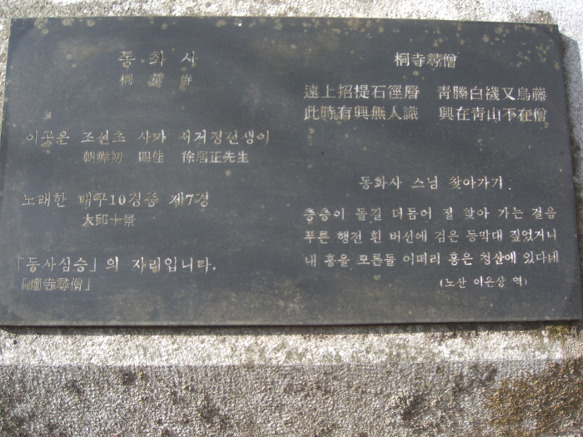 동화사
桐華寺
이곳은 조선초 사가 서거정선생이
朝鮮初 四佳 徐居正先生
노래한 대구10경중 제7경
大邱十景
「동사심승」의 자리입니다.
「桐寺尋僧」
桐寺尋僧
遠上招提石徑層 青縢白襪又烏藤
此時有興無人識 興在青山不在僧
동화사 스님 찾아가기
층층이 돌길 더듬어 절 찾아 가는 걸음
푸른 행전 흰 버선에 검은 등막대 짚었거니
내 흥을 모른들 어떠리 흥은 청산에 있다네
(노산 이은상 역)